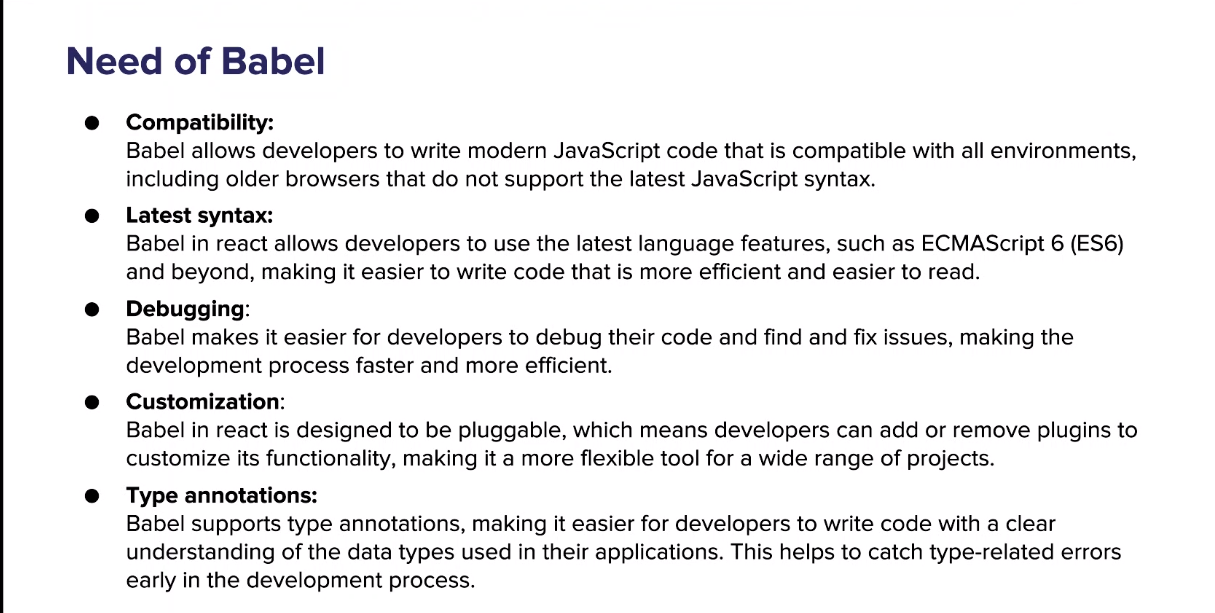 Need of Babel
● Compatibility:
Babel allows developers to write modern JavaScript code that is compatible with all environments,
including older browsers that do not support the latest JavaScript syntax.
● Latest syntax:
Babel in react allows developers to use the latest language features, such as ECMAScript 6 (ES6)
and beyond, making it easier to write code that is more efficient and easier to read.
● Debugging:
Babel makes it easier for developers to debug their code and find and fix issues, making the
development process faster and more efficient.
● Customization:
Babel in react is designed to be pluggable, which means developers can add or remove plugins to
customize its functionality, making it a more flexible tool for a wide range of projects.
● Type annotations:
Babel supports type annotations, making it easier for developers to write code with a clear
understanding of the data types used in their applications. This helps to catch type-related errors
early in the development process.